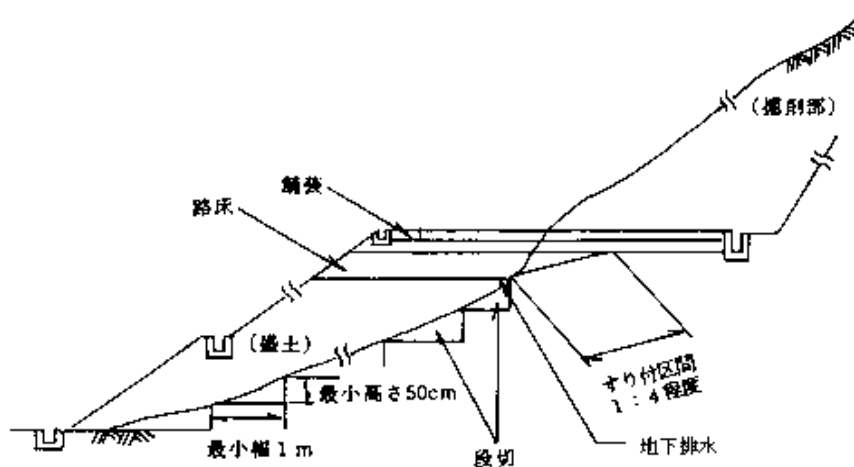 (掘削部)
舗装
路床
(盛土)
すり付区間
1:4程度
最小高さ50cm
最小幅1m
段切
地下排水